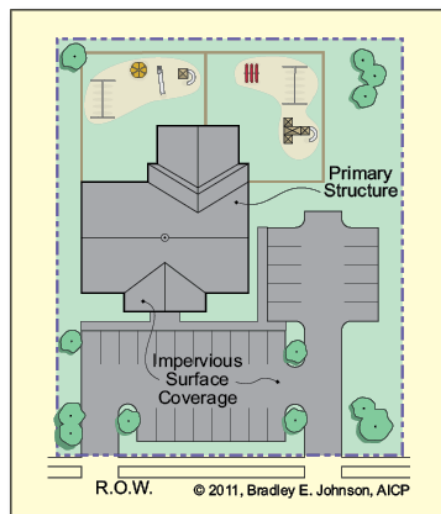 Primary
Structure
Impervious
Surface
Coverage
R.O.W.
© 2011, Bradley E. Johnson, AICP